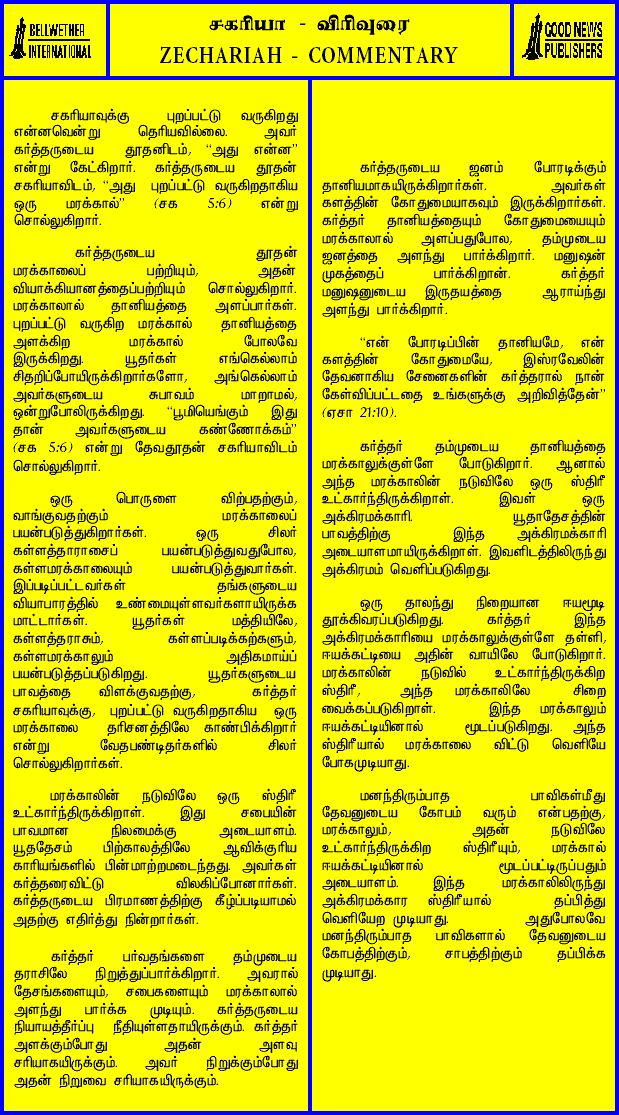 BELLWETHER
INTERNATIONAL
சகரியா - விரிவுரை
ZECHARIAH - COMMENTARY
GOOD NEWS
PUBLISHERS
சகரியாவுக்கு புறப்பட்டு வருகிறது
என்னவென்று தெரியவில்லை. அவர்
கர்த்தருடைய தூதனிடம், “அது என்ன”
என்று கேட்கிறார். கர்த்தருடைய தூதன்
சகரியாவிடம், “அது புறப்பட்டு வருகிறதாகிய
ஒரு மரக்கால்” (சக 5:6) என்று
சொல்லுகிறார்.
கர்த்தருடைய தூதன்
மரக்காலைப் பற்றியும், அதன்
வியாக்கியானத்தைப்பற்றியும் சொல்லுகிறார்.
மரக்காலால் தானியத்தை அளப்பார்கள்.
புறப்பட்டு வருகிற மரக்கால் தானியத்தை
அளக்கிற மரக்கால் போலவே
இருக்கிறது. யூதர்கள் எங்கெல்லாம்
சிதறிப்போயிருக்கிறார்களோ, அங்கெல்லாம்
அவர்களுடைய சுபாவம் மாறாமல்,
ஒன்றுபோலிருக்கிறது. “பூமியெங்கும் இது
தான் அவர்களுடைய கண்ணோக்கம்”
(சக 5:6) என்று தேவதூதன் சகரியாவிடம்
சொல்லுகிறார்.
ஒரு பொருளை விற்பதற்கும்,
வாங்குவதற்கும் மரக்காலைப்
பயன்படுத்துகிறார்கள். ஒரு சிலர்
கள்ளத்தராசைப் பயன்படுத்துவதுபோல,
கள்ளமரக்காலையும் பயன்படுத்துவார்கள்.
இப்படிப்பட்டவர்கள் தங்களுடைய
வியாபாரத்தில் உண்மையுள்ளவர்களாயிருக்க
மாட்டார்கள். யூதர்கள் மத்தியிலே,
கள்ளத்தராசும், கள்ளப்படிக்கற்களும்,
கள்ளமரக்காலும் அதிகமாய்ப்
பயன்படுத்தப்படுகிறது. யூதர்களுடைய
பாவத்தை விளக்குவதற்கு, கர்த்தர்
சகரியாவுக்கு, புறப்பட்டு வருகிறதாகிய ஒரு
மரக்காலை தரிசனத்திலே காண்பிக்கிறார்
என்று வேதபண்டிதர்களில் சிலர்
சொல்லுகிறார்கள்.
மரக்காலின் நடுவிலே ஒரு ஸ்திரீ
உட்கார்ந்திருக்கிறாள். இது சபையின்
பாவமான நிலமைக்கு அடையாளம்.
யூததேசம் பிற்காலத்திலே ஆவிக்குரிய
காரியங்களில் பின்மாற்றமடைந்தது. அவர்கள்
கர்த்தரைவிட்டு விலகிப்போனார்கள்.
கர்த்தருடைய பிரமாணத்திற்கு கீழ்ப்படியாமல்
அதற்கு எதிர்த்து நின்றார்கள்.
கர்த்தர் பர்வதங்களை தம்முடைய
தராசிலே நிறுத்துப்பார்க்கிறார். அவரால்
தேசங்களையும், சபைகளையும் மரக்காலால்
அளந்து பார்க்க முடியும். கர்த்தருடைய
நியாயத்தீர்ப்பு நீதியுள்ளதாயிருக்கும். கர்த்தர்
அளக்கும்போது அதன் அளவு
சரியாகயிருக்கும். அவர் நிறுக்கும்போது
அதன் நிறுவை சரியாகயிருக்கும்.
கர்த்தருடைய ஜனம் போரடிக்கும்
தானியமாகயிருக்கிறார்கள். அவர்கள்
களத்தின் கோதுமையாகவும் இருக்கிறார்கள்.
கர்த்தர் தானியத்தையும் கோதுமையையும்
மரக்காலால் அளப்பதுபோல, தம்முடைய
ஜனத்தை அளந்து பார்க்கிறார். மனுஷன்
முகத்தைப் பார்க்கிறான். கர்த்தர்
மனுஷனுடைய இருதயத்தை ஆராய்ந்து
அளந்து பார்க்கிறார்.
“என் போரடிப்பின் தானியமே, என்
களத்தின் கோதுமையே, இஸ்ரவேலின்
தேவனாகிய சேனைகளின் கர்த்தரால் நான்
கேள்விப்பட்டதை உங்களுக்கு அறிவித்தேன்”
(ஏசா 21:10).
கர்த்தர் தம்முடைய தானியத்தை
மரக்காலுக்குள்ளே போடுகிறார். ஆனால்
அந்த மரக்காலின் நடுவிலே ஒரு ஸ்திரீ
உட்கார்ந்திருக்கிறாள். இவள் ஒரு
அக்கிரமக்காரி. யூதாதேசத்தின்
பாவத்திற்கு இந்த அக்கிரமக்காரி
அடையாளமாயிருக்கிறாள். இவளிடத்திலிருந்து
அக்கிரமம் வெளிப்படுகிறது.
ஒரு தாலந்து நிறையான ஈயமூடி
தூக்கிவரப்படுகிறது. கர்த்தர் இந்த
அக்கிரமக்காரியை மரக்காலுக்குள்ளே தள்ளி,
ஈயக்கட்டியை அதின் வாயிலே போடுகிறார்.
மரக்காலின் நடுவில் உட்கார்ந்திருக்கிற
ஸ்திரீ, அந்த மரக்காலிலே சிறை
வைக்கப்படுகிறாள். இந்த மரக்காலும்
ஈயக்கட்டியினால் மூடப்படுகிறது. அந்த
ஸ்திரீயால் மரக்காலை விட்டு வெளியே
போகமுடியாது.
மனந்திரும்பாத பாவிகள்மீது
தேவனுடைய கோபம் வரும் என்பதற்கு,
மரக்காலும், அதன் நடுவிலே
உட்கார்ந்திருக்கிற ஸ்திரீயும், மரக்கால்
ஈயக்கட்டியினால் மூடப்பட்டிருப்பதும்
அடையாளம். இந்த மரக்காலிலிருந்து
அக்கிரமக்கார ஸ்திரீயால் தப்பித்து
வெளியேற முடியாது. அதுபோலவே
மனந்திரும்பாத பாவிகளால் தேவனுடைய
கோபத்திற்கும், சாபத்திற்கும் தப்பிக்க
முடியாது.